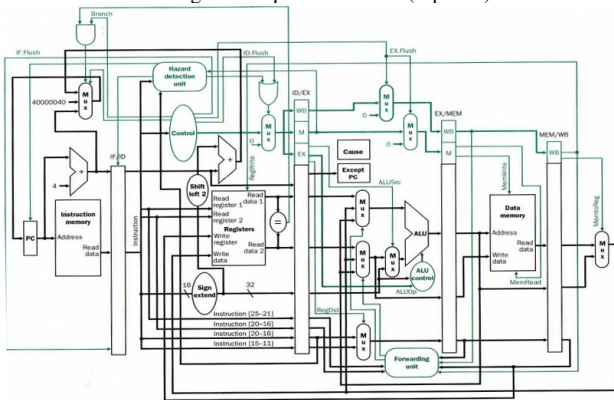 Branch
IF.Flush
Hazard
detection
unit
ID.Flush
EX.Flush
ID/EX
M
u
x
40000040
Control
M
u
x
0
WB
M
EX
M
u
x
0
M
u
x
0
EX/MEM
WB
M
MEM/WB
WB
IF/ID
4
+
Shift
left 2
+
RegWrite
Cause
Except
PC
ALUSrc
MemWrite
MemtoReg
PC
Instruction
memory
Address
Read
data
Instruction
Read
register 1
Read
register 2
Registers
Write
register
Write
data
Read
data 1
Read
data 2
=
M
u
x
M
u
x
M
u
x
ALU
ALU
control
ALUOp
Data
memory
Address
Read
data
Write
data
MemRead
M
u
x
16
Sign
extend
32
RegDst
Instruction [25–21]
Instruction [20–16]
Instruction [20–16]
Instruction [15–11]
M
u
x
Forwarding
unit